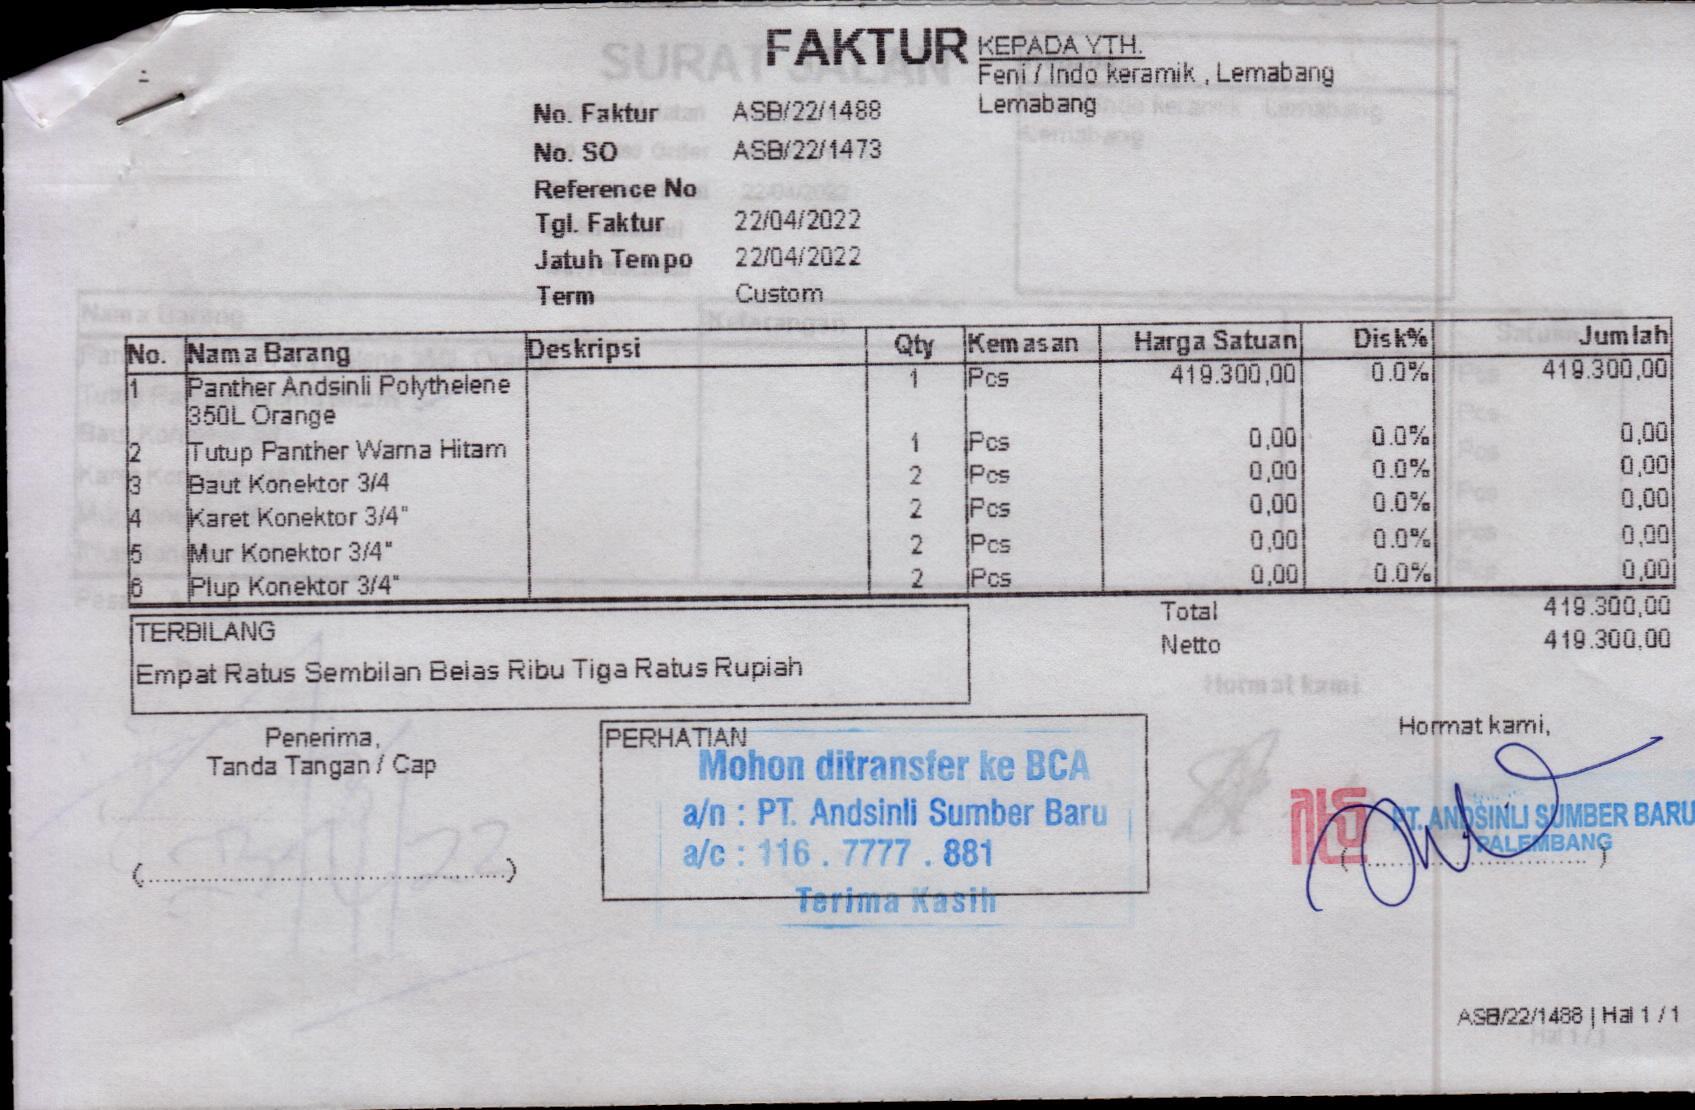 FAKTUR
KEPADA YTH.
Feni / Indo keramik , Lemabang
Lemabang
No. Faktur ASB/22/1488
No. SO ASB/22/1473
Reference No
Tgl. Faktur 22/04/2022
Jatuh Tempo 22/04/2022
Term Custom
No. Nama Barang Deskripsi Qty Kemasan Harga Satuan Disk% Jumlah
1 Panther Andsinli Polythelene 1 Pcs 419.300,00 0.0% 419.300,00
350L Orange
2 Tutup Panther Warna Hitam 1 Pcs 0,00 0.0% 0,00
3 Baut Konektor 3/4 2 Pcs 0,00 0.0% 0,00
4 Karet Konektor 3/4" 2 Pcs 0,00 0.0% 0,00
5 Mur Konektor 3/4" 2 Pcs 0,00 0.0% 0,00
6 Plup Konektor 3/4" 2 Pcs 0,00 0.0% 0,00
Total 419.300,00
Netto 419.300,00
TERBILANG
Empat Ratus Sembilan Belas Ribu Tiga Ratus Rupiah
Penerima,
Tanda Tangan / Cap
(........................................)
PERHATIAN
Mohon ditransfer ke BCA
a/n : PT. Andsinli Sumber Baru
a/c : 116 . 7777 . 881
Terima Kasih
Hormat kami,
PT. ANDSINLI SUMBER BARU
PALEMBANG
(..............................)
ASB/22/1488 | Hal 1 / 1